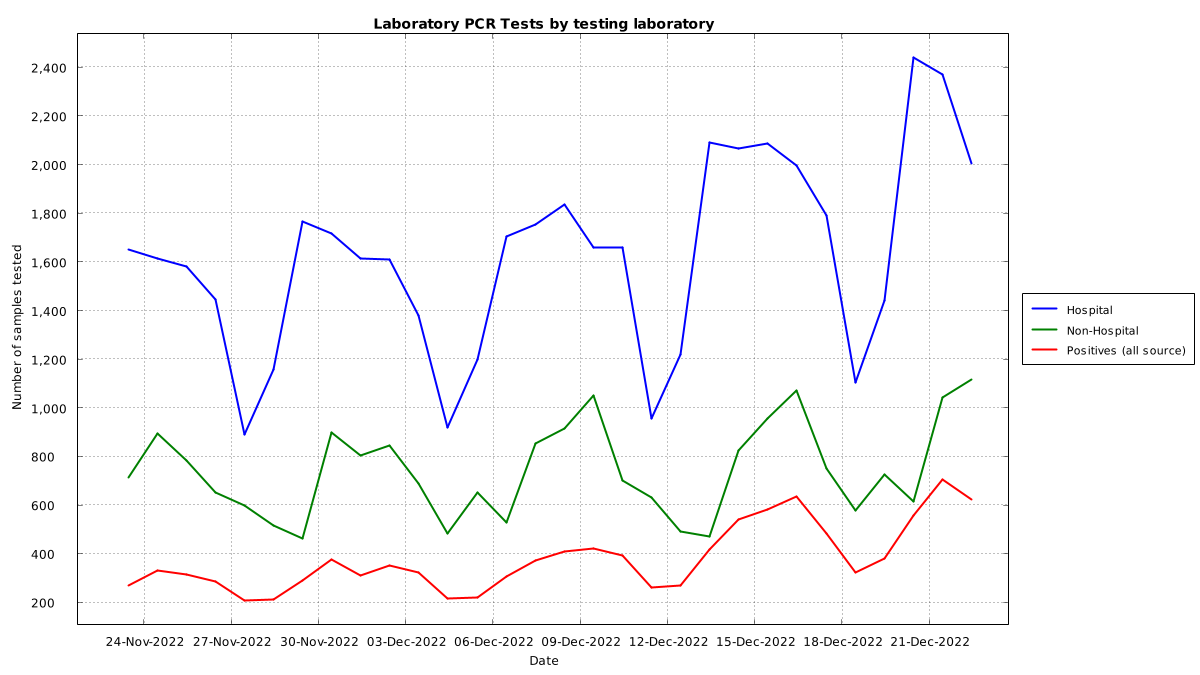 Laboratory PCR Tests by testing laboratory
2,400
2,200
2,000
1,800
1,600
1,400
1,200
1,000
800
600
400
200
Number of samples tested
24-Nov-2022 27-Nov-2022 30-Nov-2022 03-Dec-2022 06-Dec-2022 09-Dec-2022 12-Dec-2022 15-Dec-2022 18-Dec-2022 21-Dec-2022
Date
Hospital
Non-Hospital
Positives (all source)